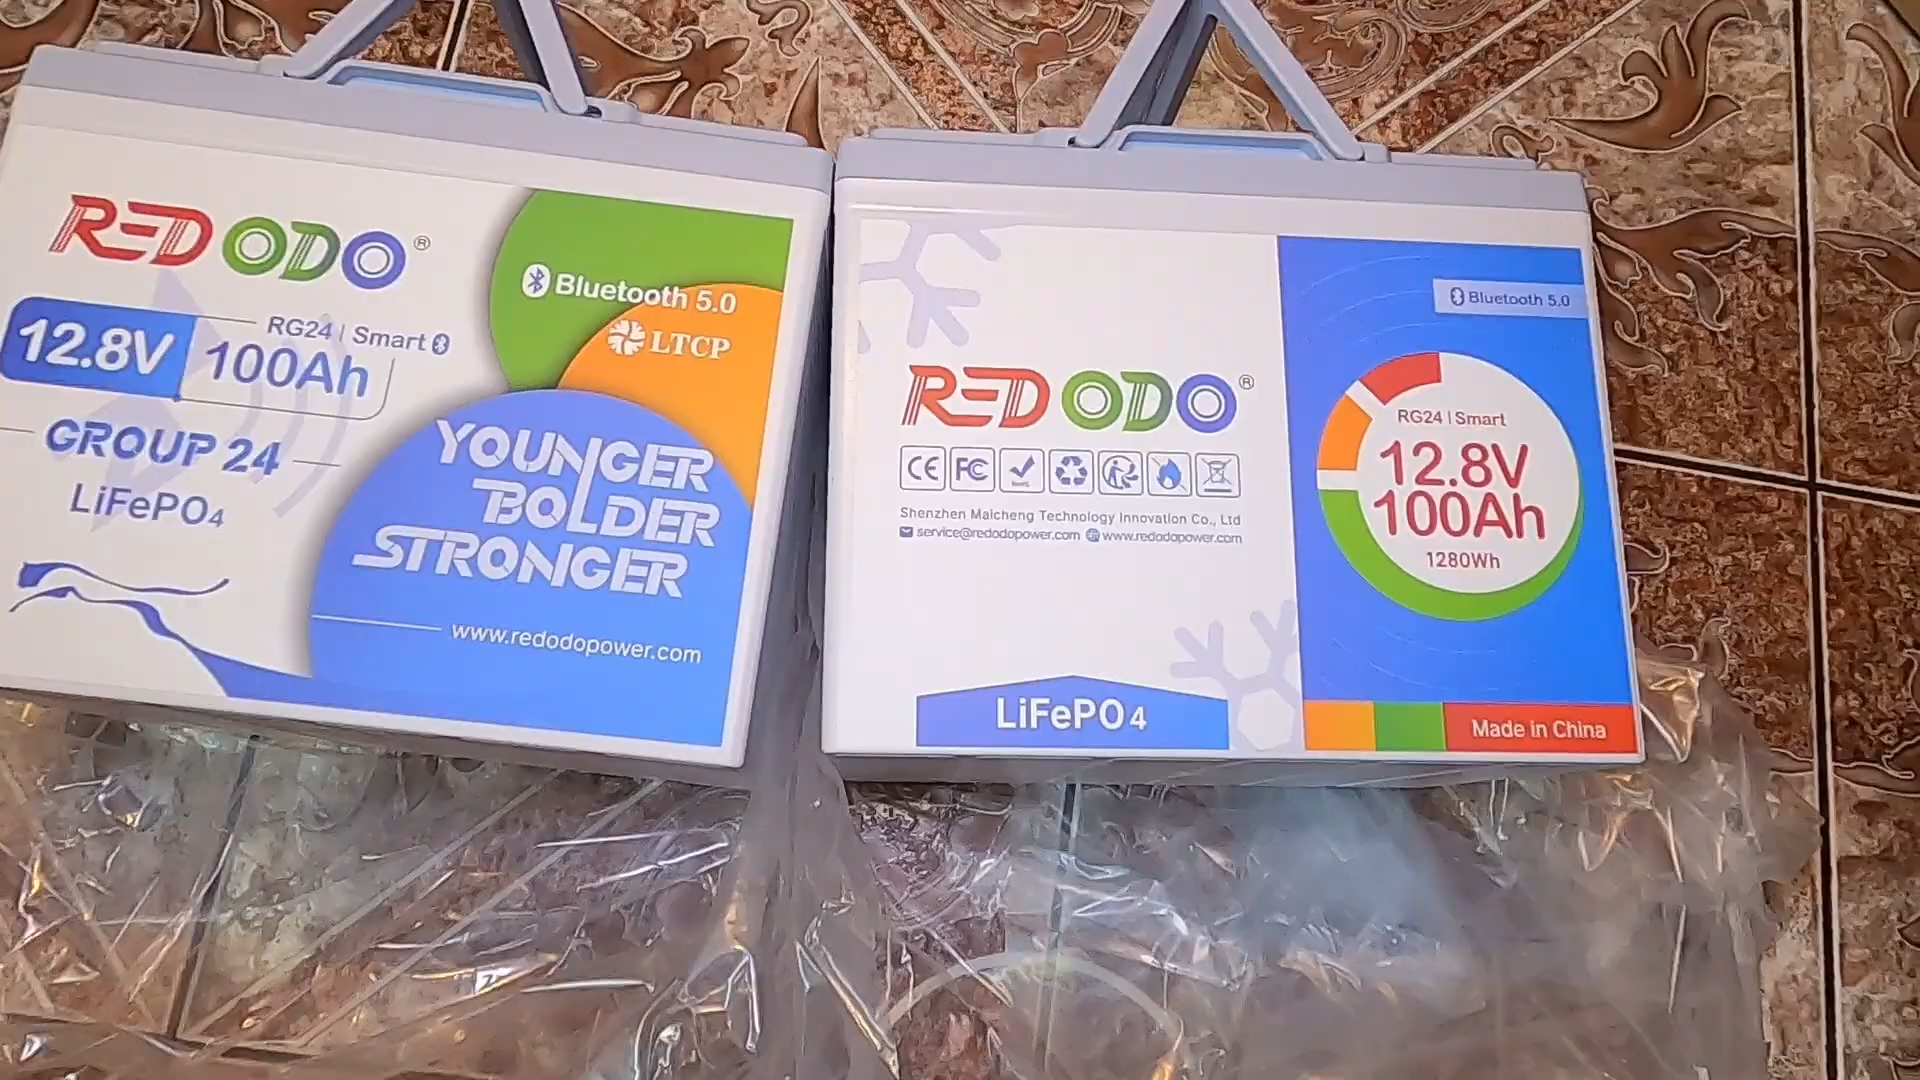 REDODO®
Bluetooth 5.0
LTCP
RG24 | Smart
12.8V 100Ah
GROUP 24
LiFePO4
YOUNGER
BOLDER
STRONGER
www.redodopower.com
Bluetooth 5.0
REDODO®
CE FC
Shenzhen Maicheng Technology Innovation Co., Ltd
service@redodopower.com www.redodopower.com
RG24 | Smart
12.8V
100Ah
1280Wh
LiFePO4
Made in China